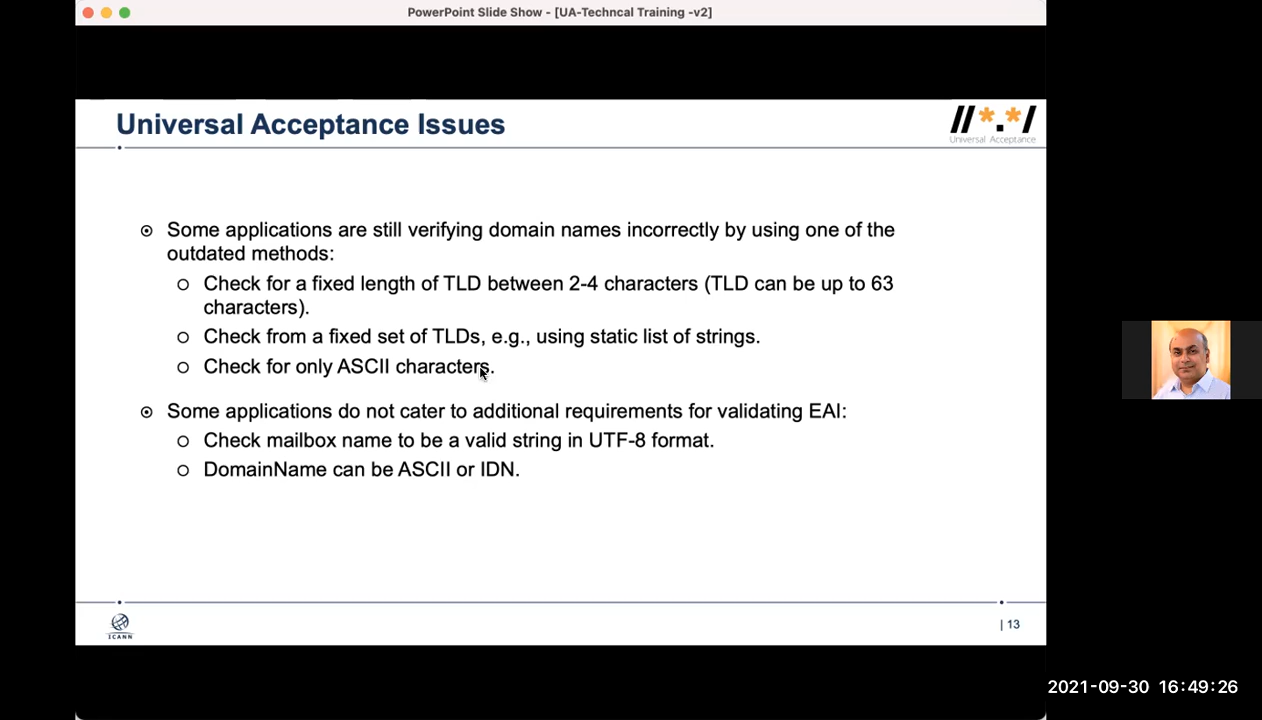 PowerPoint Slide Show - [UA-Techncal Training -v2]
Universal Acceptance Issues
//*.*/
Universal Acceptance
Some applications are still verifying domain names incorrectly by using one of the
outdated methods:
Check for a fixed length of TLD between 2-4 characters (TLD can be up to 63
characters).
Check from a fixed set of TLDs, e.g., using static list of strings.
Check for only ASCII characters.
Some applications do not cater to additional requirements for validating EAI:
Check mailbox name to be a valid string in UTF-8 format.
DomainName can be ASCII or IDN.
ICANN
| 13
2021-09-30 16:49:26